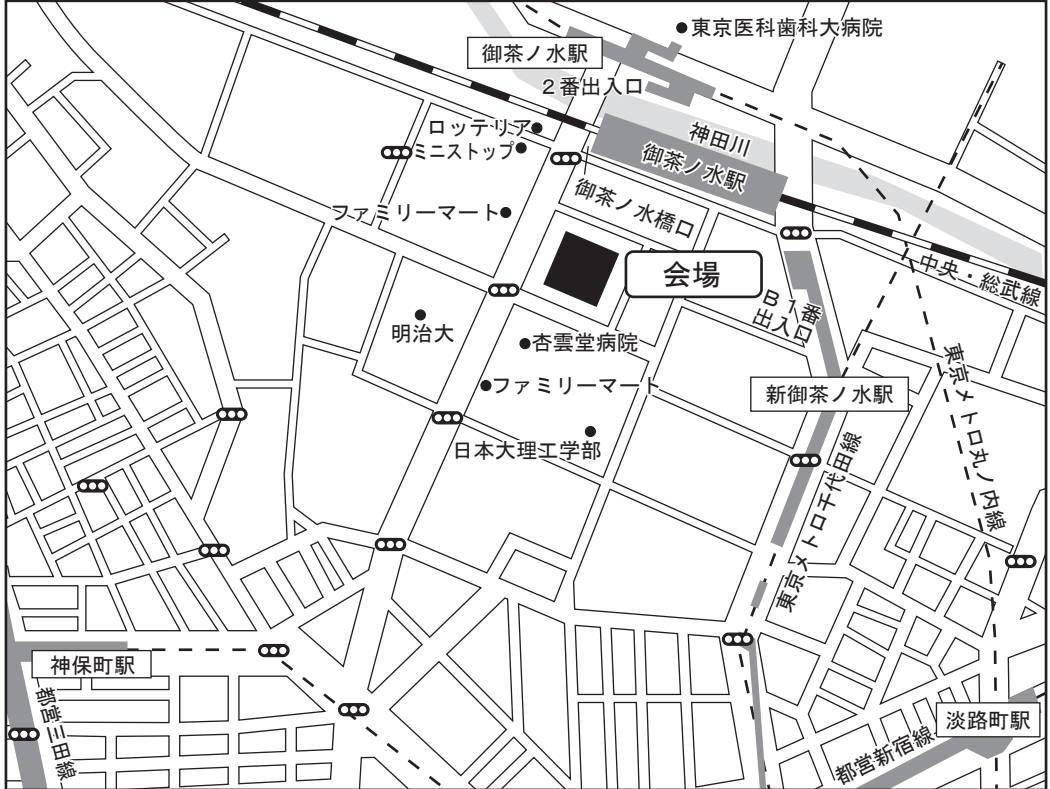 東京医科歯科大病院
御茶ノ水駅
2番出入口
ロッテリア
ミニストップ
神田川
御茶ノ水駅
御茶ノ水橋口
ファミリーマート
会場
中央・総武線
B1番
出入口
明治大
杏雲堂病院
ファミリーマート
新御茶ノ水駅
東京メトロ丸ノ内線
日本大理工学部
東京メトロ千代田線
神保町駅
都営三田線
淡路町駅
都営新宿線